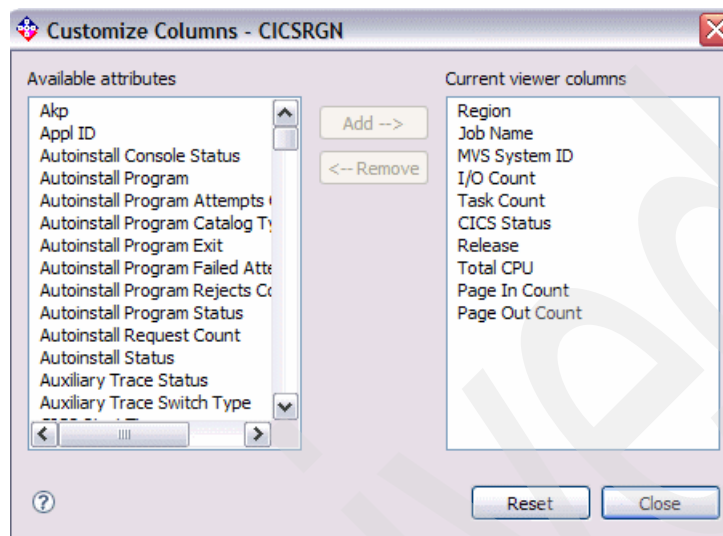 Customize Columns - CICSRGN
Available attributes
Akp
Appl ID
Autoinstall Console Status
Autoinstall Program
Autoinstall Program Attempts
Autoinstall Program Catalog Ty
Autoinstall Program Exit
Autoinstall Program Failed Atte
Autoinstall Program Rejects Co
Autoinstall Program Status
Autoinstall Request Count
Autoinstall Status
Auxiliary Trace Status
Auxiliary Trace Switch Type
Add -->
<-- Remove
Current viewer columns
Region
Job Name
MVS System ID
I/O Count
Task Count
CICS Status
Release
Total CPU
Page In Count
Page Out Count
Reset
Close